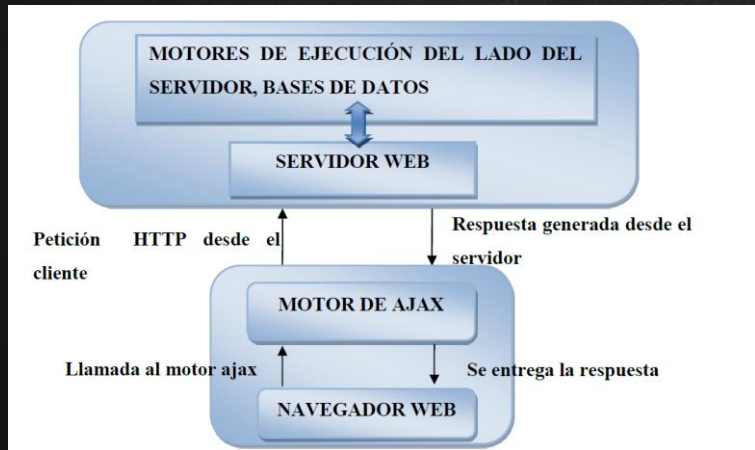 MOTORES DE EJECUCIÓN DEL LADO DEL
SERVIDOR, BASES DE DATOS
SERVIDOR WEB
Petición HTTP desde el
cliente
Respuesta generada desde el
servidor
MOTOR DE AJAX
Llamada al motor ajax
Se entrega la respuesta
NAVEGADOR WEB